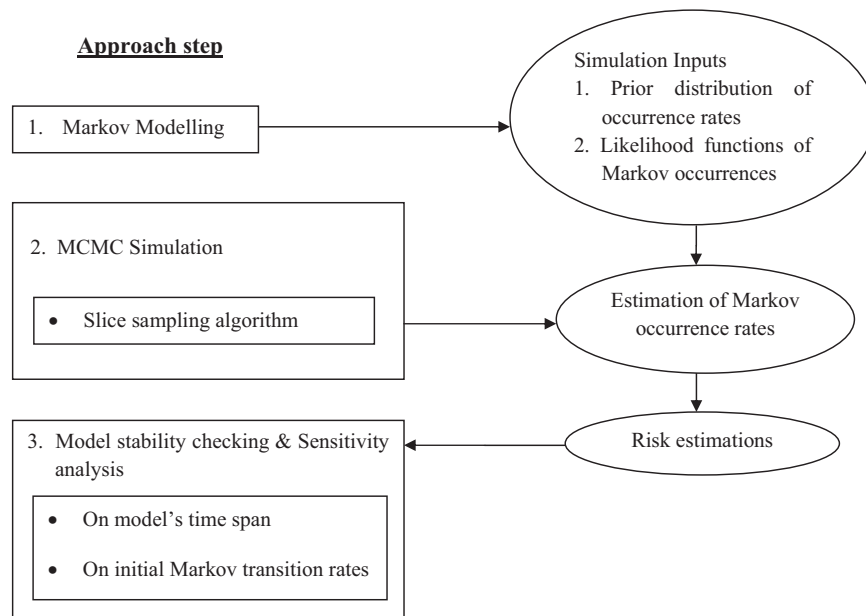 Approach step
Simulation Inputs
1. Prior distribution of
occurrence rates
2. Likelihood functions of
Markov occurrences
1. Markov Modelling
2. MCMC Simulation
• Slice sampling algorithm
Estimation of Markov
occurrence rates
Risk estimations
3. Model stability checking & Sensitivity
analysis
• On model's time span
• On initial Markov transition rates